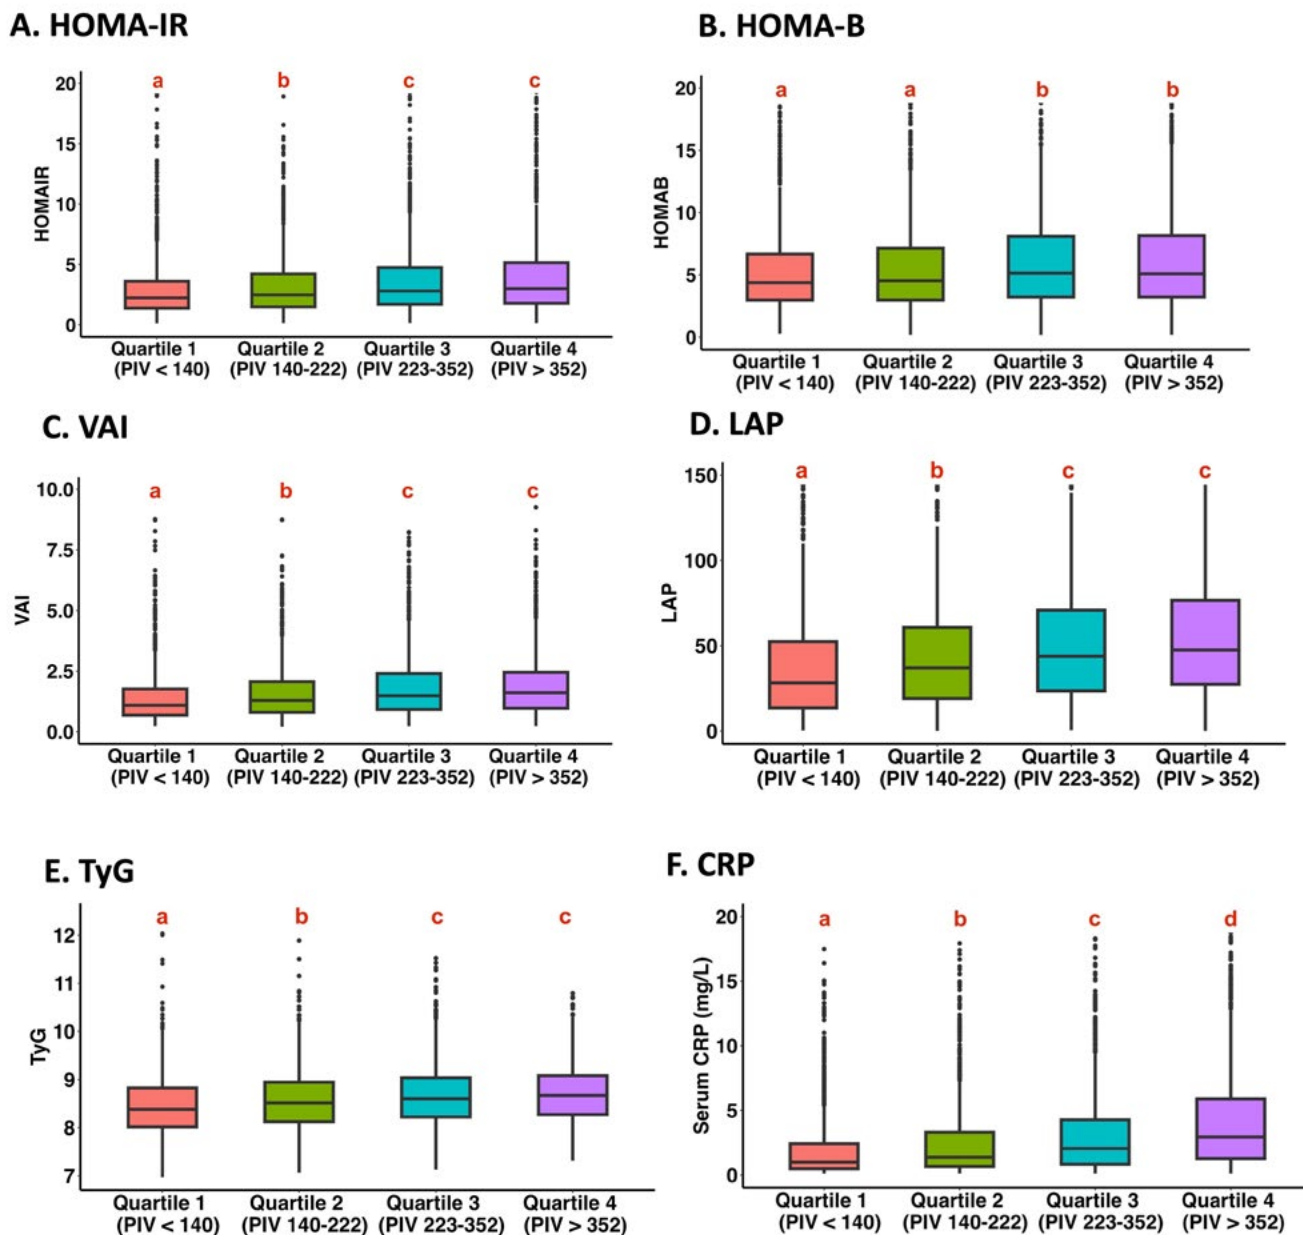 A. HOMA-IR
a b c c
20
15
10
5
0
HOMAIR
Quartile 1 Quartile 2 Quartile 3 Quartile 4
(PIV < 140) (PIV 140-222) (PIV 223-352) (PIV > 352)
B. HOMA-B
a a b b
20
15
10
5
0
HOMAB
Quartile 1 Quartile 2 Quartile 3 Quartile 4
(PIV < 140) (PIV 140-222) (PIV 223-352) (PIV > 352)
C. VAI
a b c c
10.0
7.5
5.0
2.5
0.0
VAI
Quartile 1 Quartile 2 Quartile 3 Quartile 4
(PIV < 140) (PIV 140-222) (PIV 223-352) (PIV > 352)
D. LAP
a b c c
150
100
50
0
LAP
Quartile 1 Quartile 2 Quartile 3 Quartile 4
(PIV < 140) (PIV 140-222) (PIV 223-352) (PIV > 352)
E. TyG
a b c c
12
11
10
9
8
7
TyG
Quartile 1 Quartile 2 Quartile 3 Quartile 4
(PIV < 140) (PIV 140-222) (PIV 223-352) (PIV > 352)
F. CRP
a b c d
20
15
10
5
0
Serum CRP (mg/L)
Quartile 1 Quartile 2 Quartile 3 Quartile 4
(PIV < 140) (PIV 140-222) (PIV 223-352) (PIV > 352)